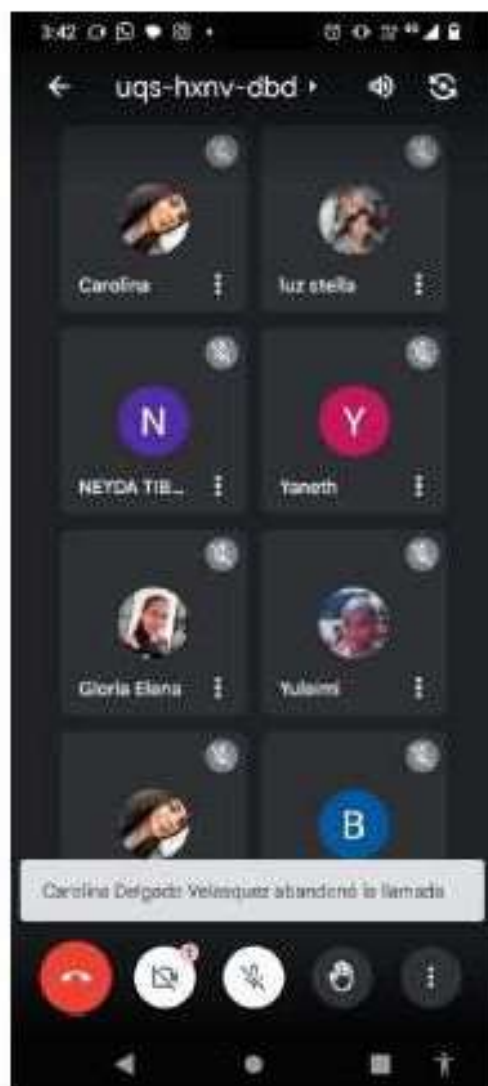 3:42
uqs-hxnv-dbd
Carolina
luz stella
N
NEYDA TIB...
Y
Yaneth
Gloria Elena
Yuleimi
B
Carolina Delgado Velasquez abandonó la llamada